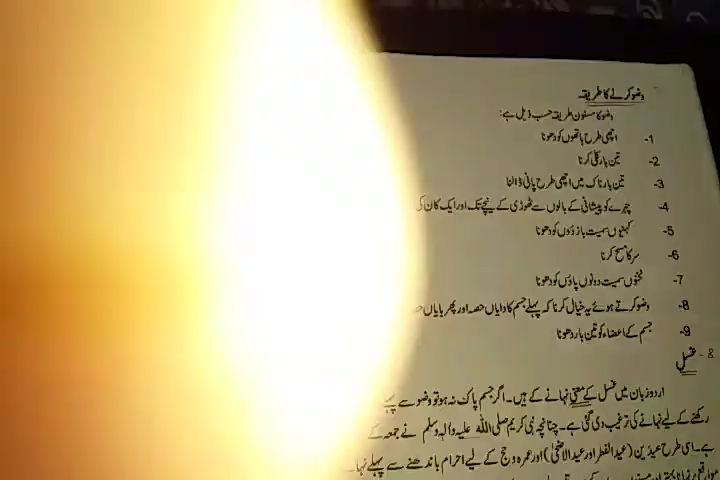 وضو کرنے کا طریقہ
وضو کا مسنون طریقہ حسب ذیل ہے:
1- اچھی طرح ہاتھوں کو دھونا
2- تین بار کلی کرنا
3- تین بار ناک میں اچھی طرح پانی ڈالنا
4- چہرے کو پیشانی کے بالوں سے ٹھوڑی کے نیچے تک اور ایک کان کی
5- کہنیوں سمیت بازوؤں کو دھونا
6- سر کا مسح کرنا
7- ٹخنوں سمیت دونوں پاؤں کو دھونا
8- وضو کرتے ہوئے یہ خیال کرنا کہ پہلے جسم کا دایاں حصہ اور پھر بایاں
9- جسم کے اعضاء کو تین بار دھونا
8- غسل
اردو زبان میں غسل کے معنی نہانے کے ہیں۔ اگر جسم پاک نہ ہو تو وضو سے
رکھنے کے لیے نہانے کی ترغیب دی گئی ہے۔ چنانچہ نبی کریم صلی اللہ علیہ وآلہ وسلم نے جمعہ کے
ہے۔ اسی طرح عیدین (عید الفطر اور عید الاضحیٰ) اور عمرہ و حج کے لیے احرام باندھنے سے پہلے نہانا